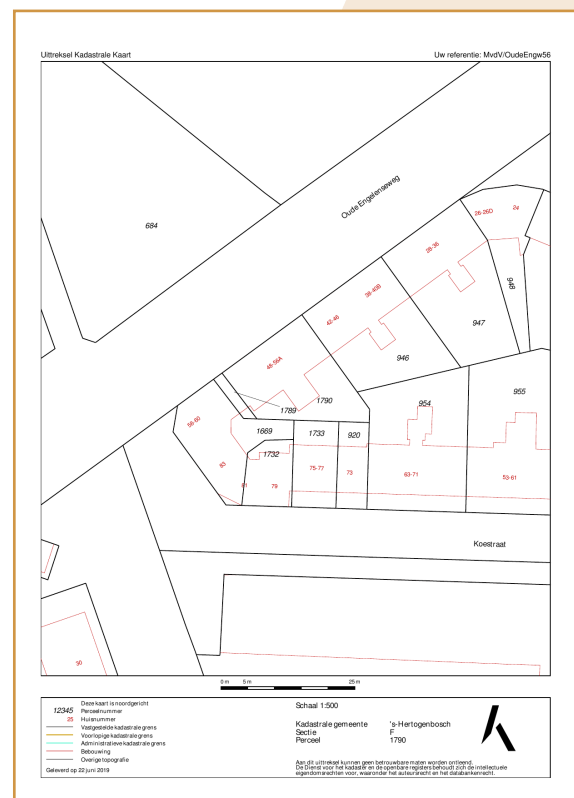 Uittreksel Kadastrale Kaart
Uw referentie: MvdV/OudeEngw56
684
Oude Engelenseweg
26-26D
24
28-36
948
38-40B
42-46
947
946
48-56A
955
954
1790
1789
58-60
1669
1733
920
1732
83
75-77
73
63-71
53-61
81
79
Koestraat
30
0 m 5 m 25 m
Deze kaart is noordgericht
12345 Perceelnummer
25 Huisnummer
Vastgestelde kadastrale grens
Voorlopige kadastrale grens
Administratieve kadastrale grens
Bebouwing
Overige topografie
Geleverd op 22 juni 2019
Schaal 1:500
Kadastrale gemeente 's-Hertogenbosch
Sectie F
Perceel 1790
Aan dit uittreksel kunnen geen betrouwbare maten worden ontleend.
De Dienst voor het kadaster en de openbare registers behoudt zich de intellectuele
eigendomsrechten voor, waaronder het auteursrecht en het databankenrecht.